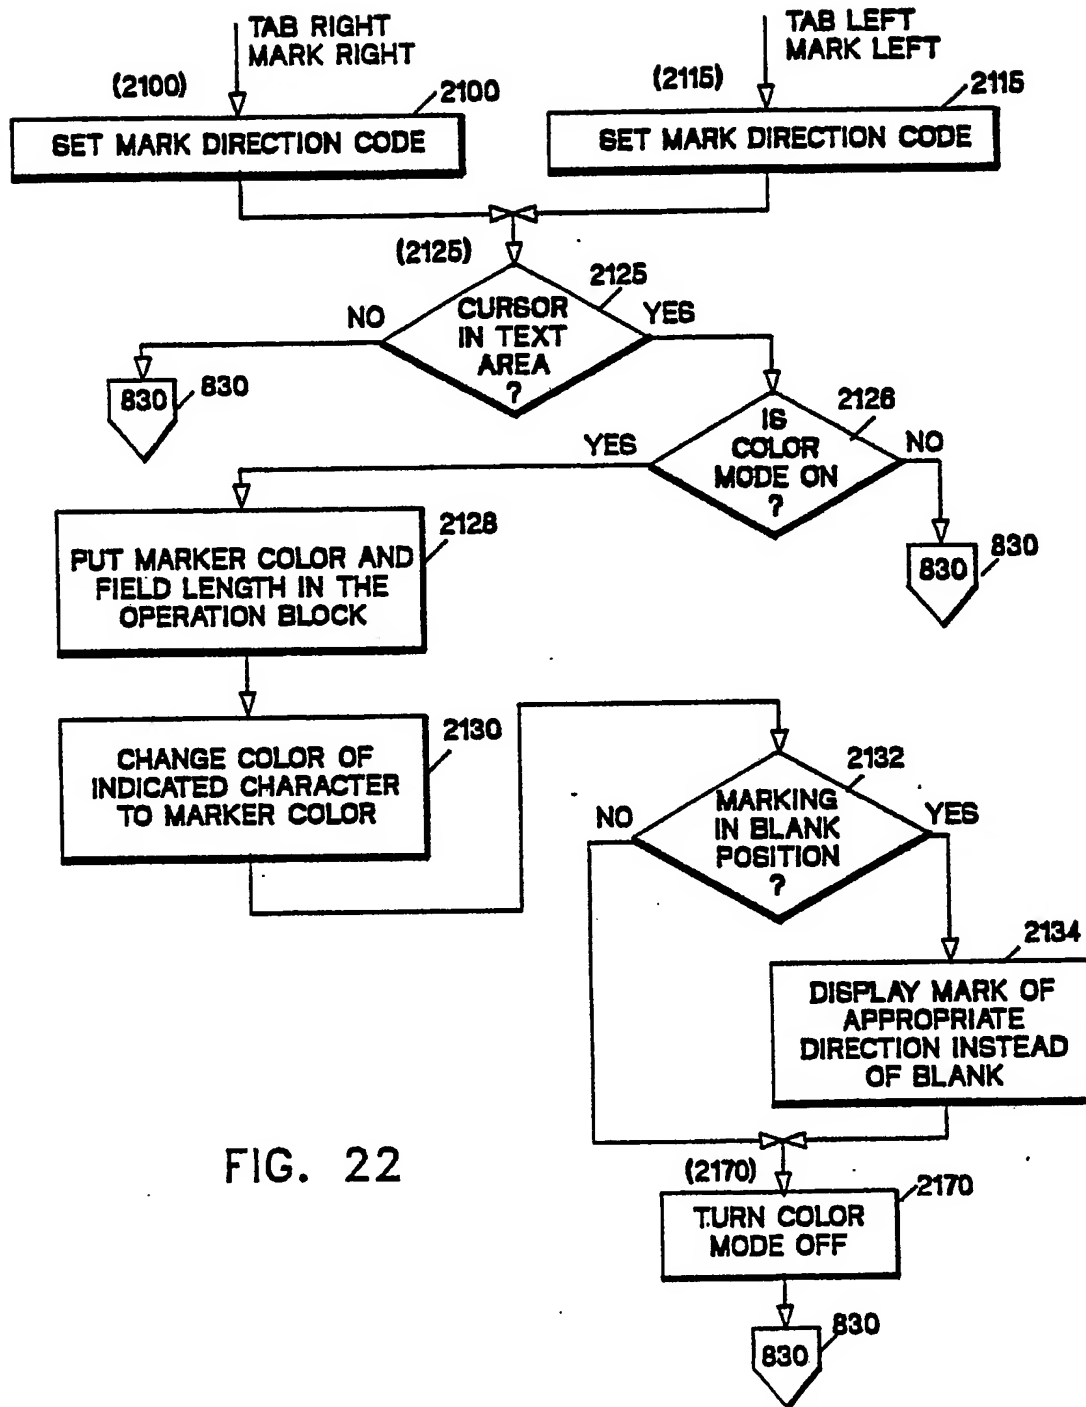 TAB RIGHT
MARK RIGHT
TAB LEFT
MARK LEFT
(2100)
2100
(2115)
2115
SET MARK DIRECTION CODE
SET MARK DIRECTION CODE
(2125)
2125
NO
CURSOR
IN TEXT
AREA
?
YES
830
830
2126
YES
IS
COLOR
MODE ON
?
NO
2128
PUT MARKER COLOR AND
FIELD LENGTH IN THE
OPERATION BLOCK
830
830
2130
CHANGE COLOR OF
INDICATED CHARACTER
TO MARKER COLOR
2132
NO
MARKING
IN BLANK
POSITION
?
YES
2134
DISPLAY MARK OF
APPROPRIATE
DIRECTION INSTEAD
OF BLANK
FIG. 22
(2170)
2170
TURN COLOR
MODE OFF
830
830